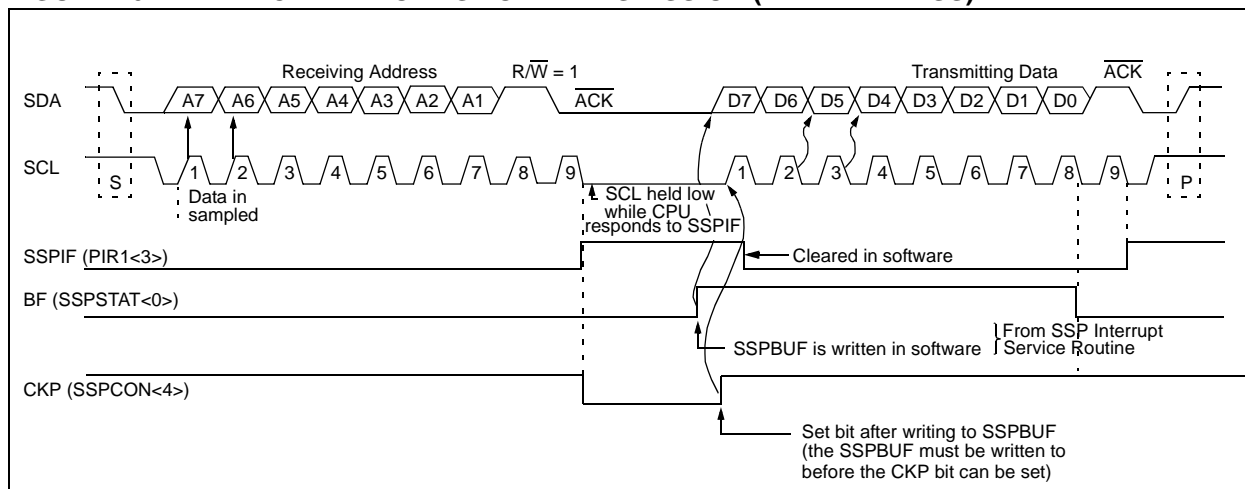 Receiving Address
R/W̅ = 1
Transmitting Data
A̅C̅K̅
SDA
A7 A6 A5 A4 A3 A2 A1
A̅C̅K̅
D7 D6 D5 D4 D3 D2 D1 D0
SCL
S
1 2 3 4 5 6 7 8 9
1 2 3 4 5 6 7 8 9
P
Data in
sampled
SCL held low
while CPU
responds to SSPIF
SSPIF (PIR1<3>)
Cleared in software
BF (SSPSTAT<0>)
SSPBUF is written in software
From SSP Interrupt
Service Routine
CKP (SSPCON<4>)
Set bit after writing to SSPBUF
(the SSPBUF must be written to
before the CKP bit can be set)